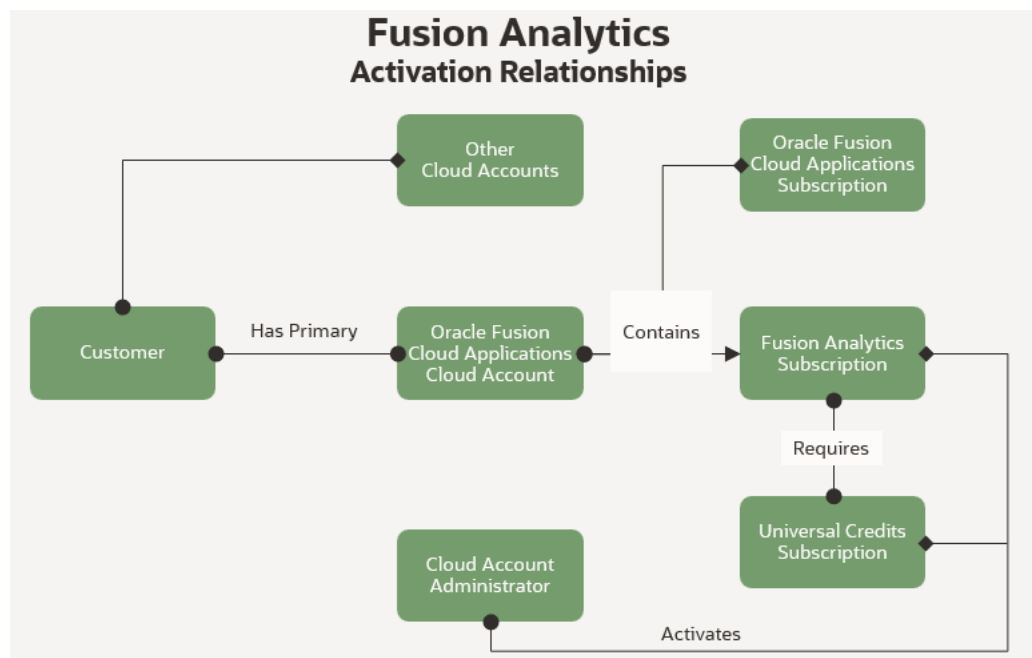 Fusion Analytics
Activation Relationships
Other
Cloud Accounts
Oracle Fusion
Cloud Applications
Subscription
Customer
Has Primary
Oracle Fusion
Cloud Applications
Cloud Account
Contains
Fusion Analytics
Subscription
Requires
Universal Credits
Subscription
Cloud Account
Administrator
Activates